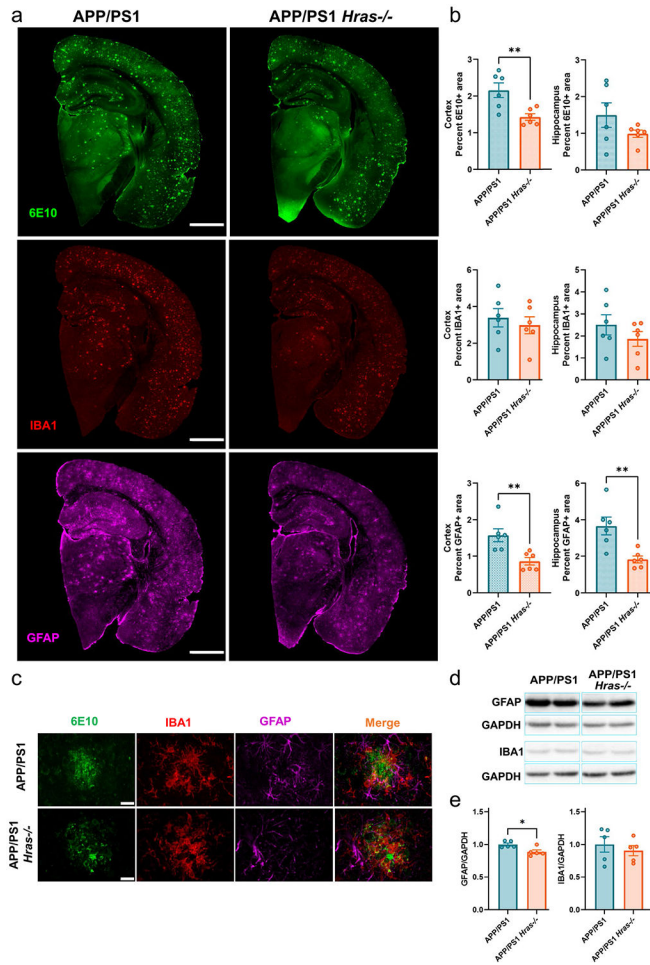 a
APP/PS1
APP/PS1 Hras-/-
6E10
IBA1
GFAP
b
**
Cortex
Percent 6E10+ area
3
2
1
0
APP/PS1
APP/PS1 Hras-/-
Hippocampus
Percent 6E10+ area
3
2
1
0
APP/PS1
APP/PS1 Hras-/-
Cortex
Percent IBA1+ area
6
4
2
0
APP/PS1
APP/PS1 Hras-/-
Hippocampus
Percent IBA1+ area
5
4
3
2
1
0
APP/PS1
APP/PS1 Hras-/-
**
Cortex
Percent GFAP+ area
3
2
1
0
APP/PS1
APP/PS1 Hras-/-
**
Hippocampus
Percent GFAP+ area
6
4
2
0
APP/PS1
APP/PS1 Hras-/-
c
6E10
IBA1
GFAP
Merge
APP/PS1
APP/PS1
Hras-/-
d
APP/PS1
APP/PS1
Hras-/-
GFAP
GAPDH
IBA1
GAPDH
e
*
GFAP/GAPDH
1.5
1.0
0.5
0.0
APP/PS1
APP/PS1 Hras-/-
IBA1/GAPDH
1.5
1.0
0.5
0.0
APP/PS1
APP/PS1 Hras-/-